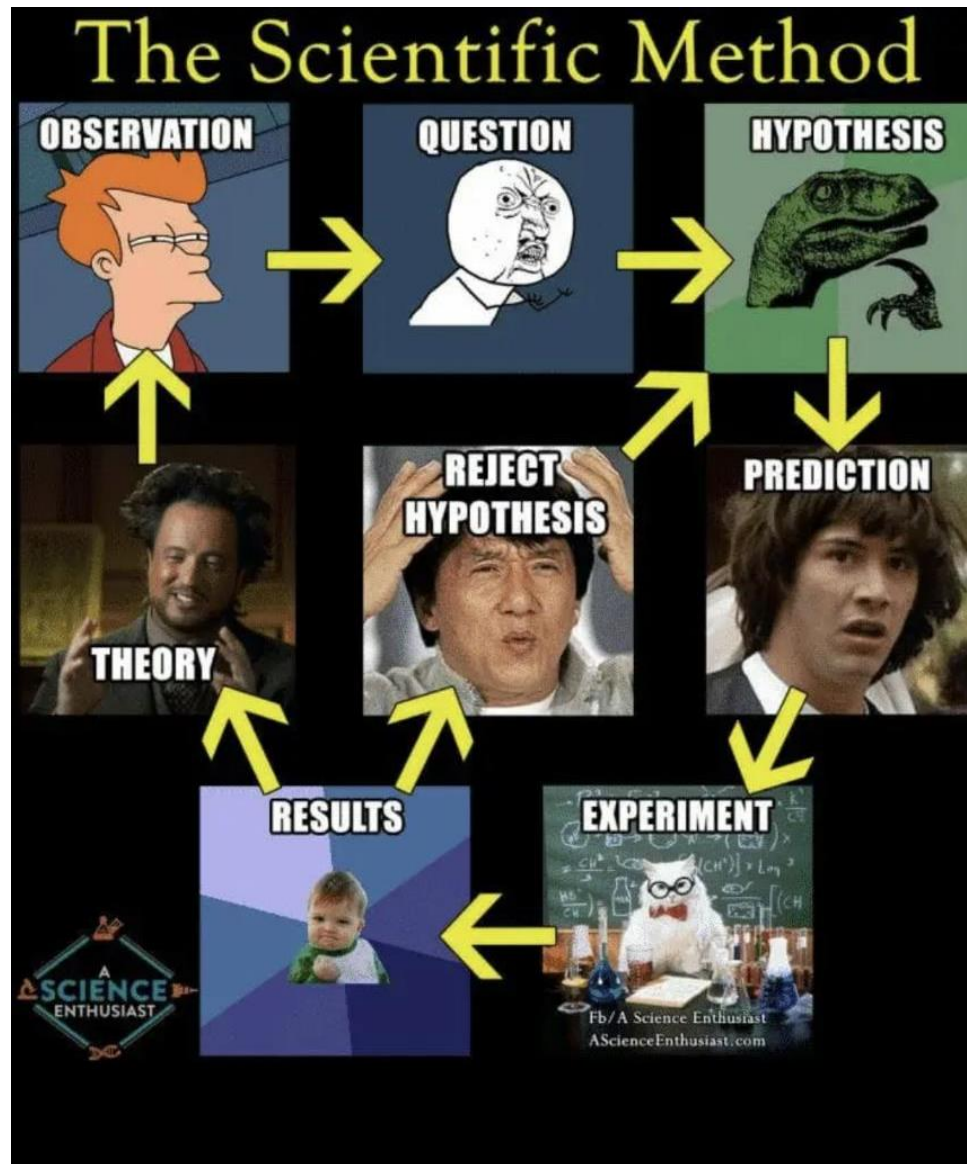 The Scientific Method
OBSERVATION
QUESTION
HYPOTHESIS
REJECT
HYPOTHESIS
PREDICTION
THEORY
RESULTS
EXPERIMENT
Fb/A Science Enthusiast
AScienceEnthusiast.com
A
SCIENCE
ENTHUSIAST